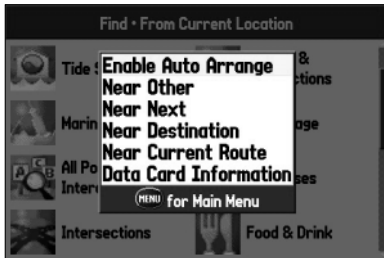 Find • From Current Location
Enable Auto Arrange
Near Other
Near Next
Near Destination
Near Current Route
Data Card Information
MENU for Main Menu
Tide
&
ctions
Marin
age
All Po
Inter
ses
Intersections
Food & Drink